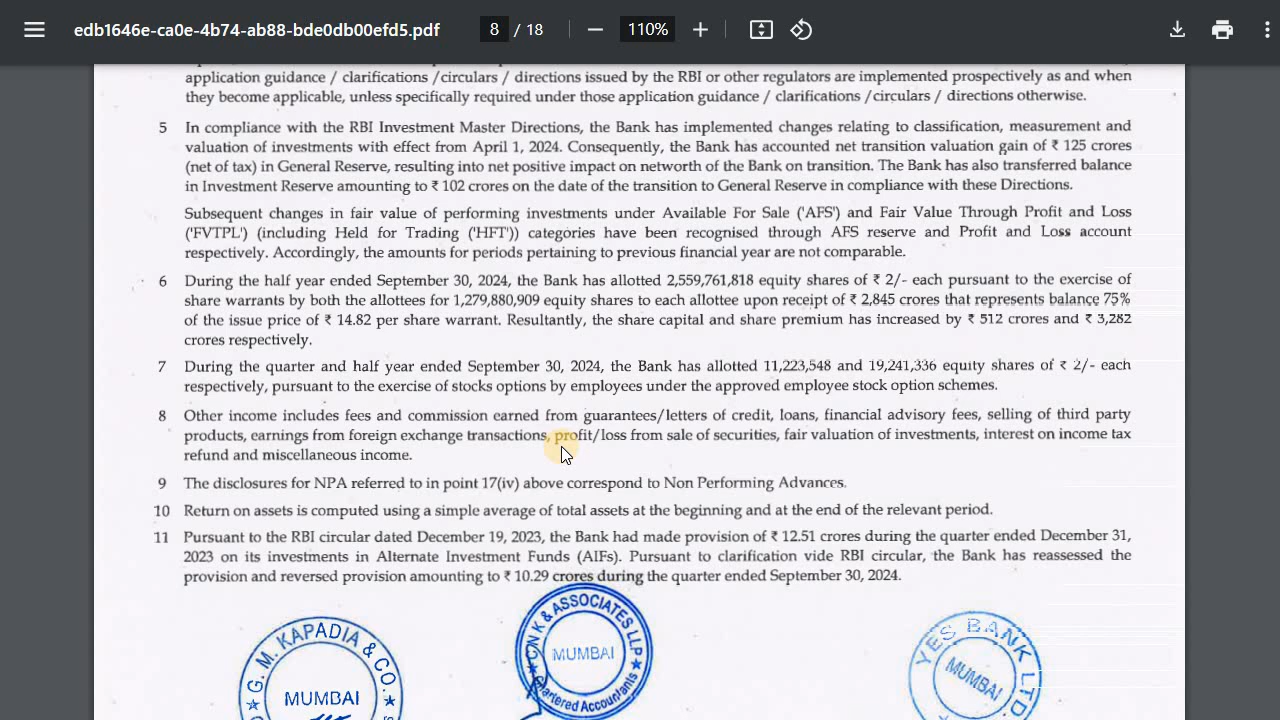 edb1646e-ca0e-4b74-ab88-bde0db00efd5.pdf 8 / 18 110%
application guidance / clarifications /circulars / directions issued by the RBI or other regulators are implemented prospectively as and when
they become applicable, unless specifically required under those application guidance / clarifications /circulars / directions otherwise.
5 In compliance with the RBI Investment Master Directions, the Bank has implemented changes relating to classification, measurement and
valuation of investments with effect from April 1, 2024. Consequently, the Bank has accounted net transition valuation gain of ₹ 125 crores
(net of tax) in General Reserve, resulting into net positive impact on networth of the Bank on transition. The Bank has also transferred balance
in Investment Reserve amounting to ₹ 102 crores on the date of the transition to General Reserve in compliance with these Directions.
Subsequent changes in fair value of performing investments under Available For Sale ('AFS') and Fair Value Through Profit and Loss
('FVTPL') (including Held for Trading ('HFT')) categories have been recognised through AFS reserve and Profit and Loss account
respectively. Accordingly, the amounts for periods pertaining to previous financial year are not comparable.
6 During the half year ended September 30, 2024, the Bank has allotted 2,559,761,818 equity shares of ₹ 2/- each pursuant to the exercise of
share warrants by both the allottees for 1,279,880,909 equity shares to each allottee upon receipt of ₹ 2,845 crores that represents balance 75%
of the issue price of ₹ 14.82 per share warrant. Resultantly, the share capital and share premium has increased by ₹ 512 crores and ₹ 3,282
crores respectively.
7 During the quarter and half year ended September 30, 2024, the Bank has allotted 11,223,548 and 19,241,336 equity shares of ₹ 2/- each
respectively, pursuant to the exercise of stocks options by employees under the approved employee stock option schemes.
8 Other income includes fees and commission earned from guarantees/letters of credit, loans, financial advisory fees, selling of third party
products, earnings from foreign exchange transactions, profit/loss from sale of securities, fair valuation of investments, interest on income tax
refund and miscellaneous income.
9 The disclosures for NPA referred to in point 17(iv) above correspond to Non Performing Advances.
10 Return on assets is computed using a simple average of total assets at the beginning and at the end of the relevant period.
11 Pursuant to the RBI circular dated December 19, 2023, the Bank had made provision of ₹ 12.51 crores during the quarter ended December 31,
2023 on its investments in Alternate Investment Funds (AIFs). Pursuant to clarification vide RBI circular, the Bank has reassessed the
provision and reversed provision amounting to ₹ 10.29 crores during the quarter ended September 30, 2024.
G. M. KAPADIA & CO.
MUMBAI
C N K & ASSOCIATES LLP
MUMBAI
Chartered Accountants
YES BANK LTD.
MUMBAI